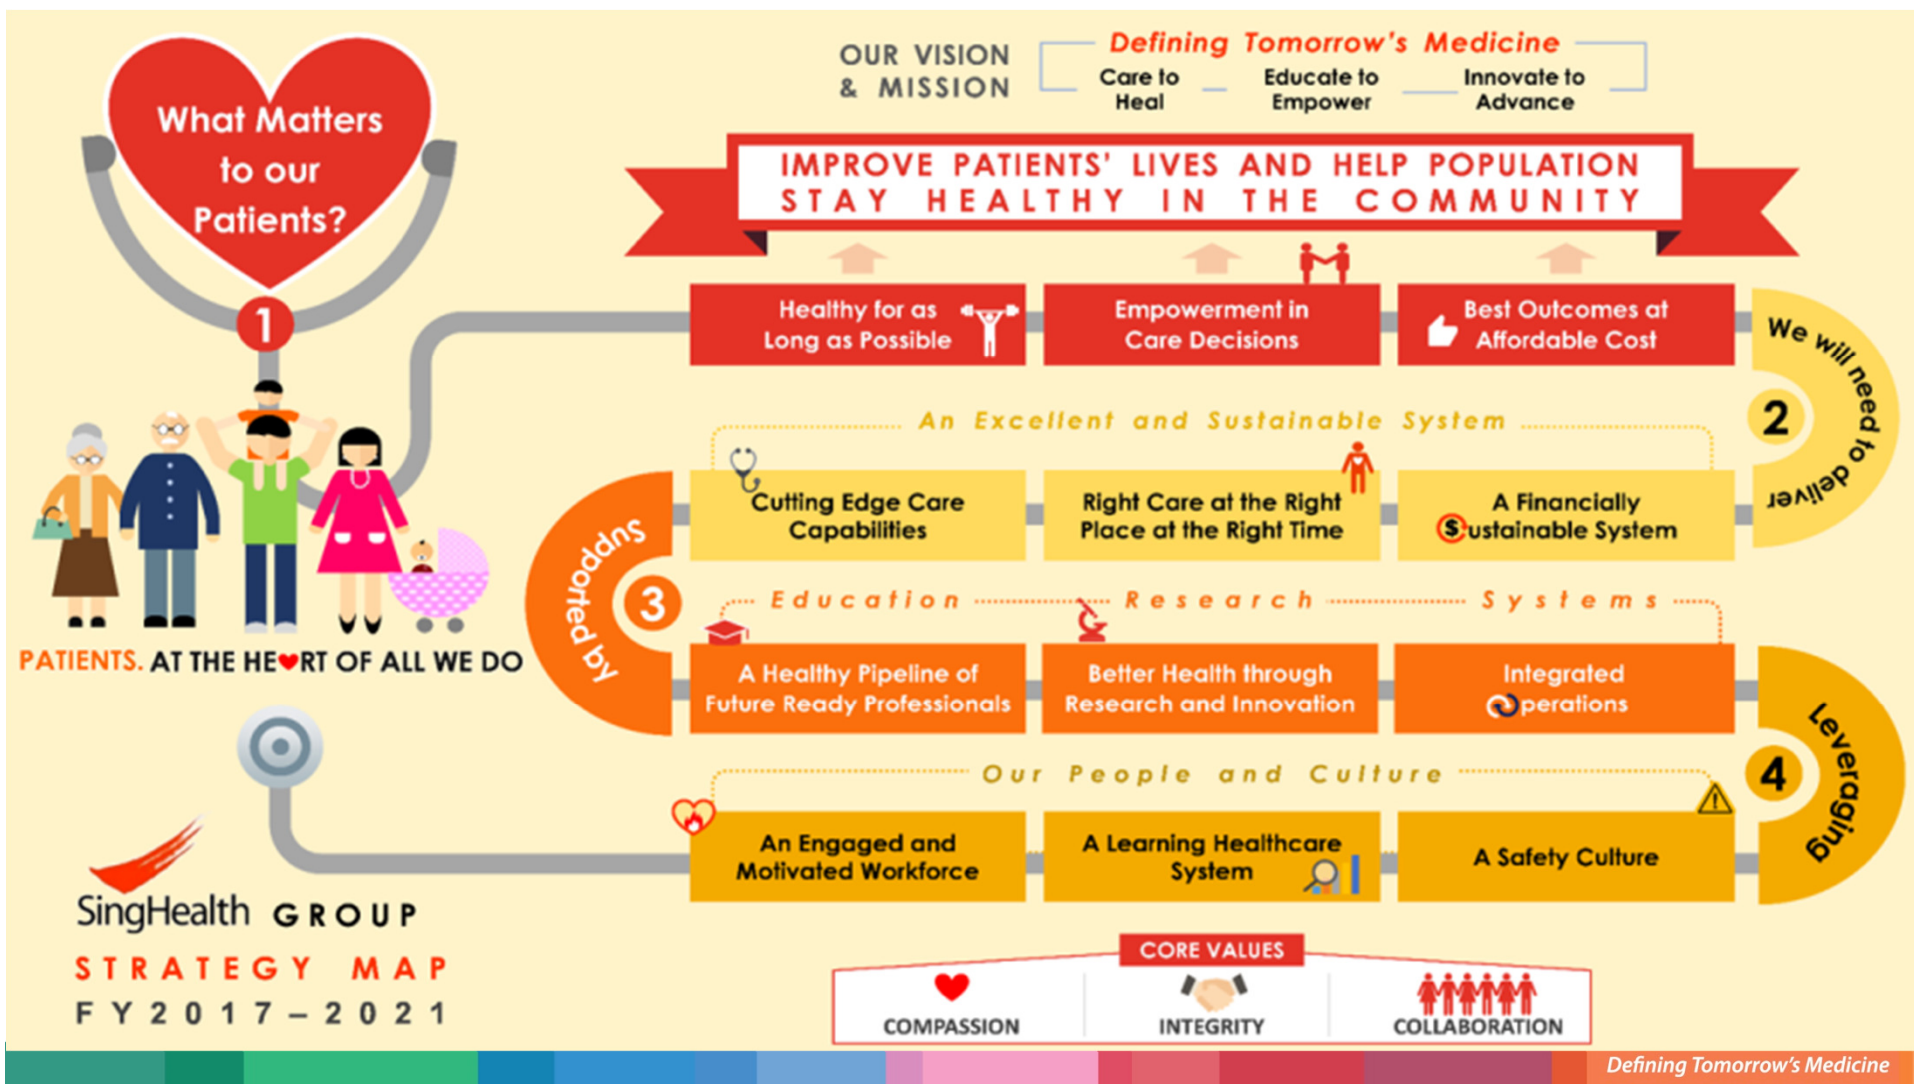 What Matters
to our
Patients?
1
PATIENTS. AT THE HE RT OF ALL WE DO
SingHealth GROUP
STRATEGY MAP
FY2017–2021
OUR VISION
& MISSION
Defining Tomorrow's Medicine
Care to
Heal
Educate to
Empower
Innovate to
Advance
IMPROVE PATIENTS' LIVES AND HELP POPULATION
STAY HEALTHY IN THE COMMUNITY
Healthy for as
Long as Possible
Empowerment in
Care Decisions
Best Outcomes at
Affordable Cost
We will need to deliver
2
An Excellent and Sustainable System
Cutting Edge Care
Capabilities
Right Care at the Right
Place at the Right Time
A Financially
$ustainable System
Supported by
3
Education
Research
Systems
A Healthy Pipeline of
Future Ready Professionals
Better Health through
Research and Innovation
Integrated
Operations
Leveraging
4
Our People and Culture
An Engaged and
Motivated Workforce
A Learning Healthcare
System
A Safety Culture
CORE VALUES
COMPASSION
INTEGRITY
COLLABORATION
Defining Tomorrow's Medicine